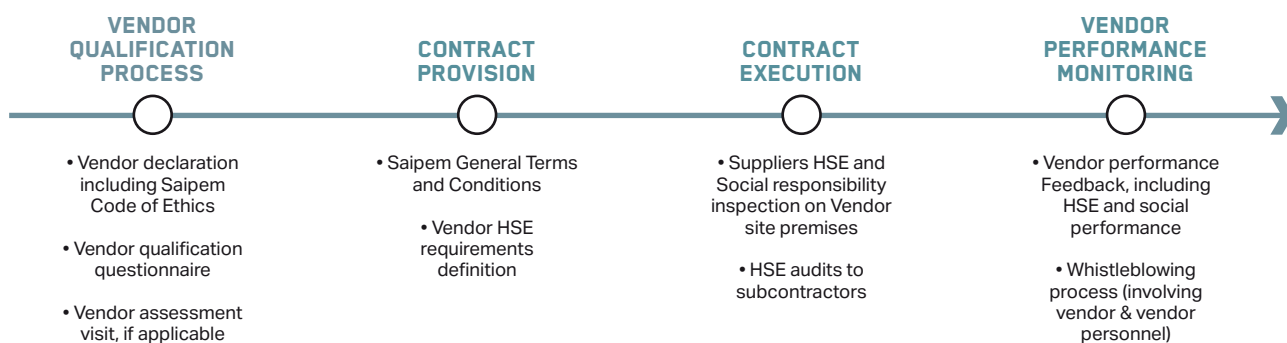 VENDOR
QUALIFICATION
PROCESS
• Vendor declaration
including Saipem
Code of Ethics
• Vendor qualification
questionnaire
• Vendor assessment
visit, if applicable
CONTRACT
PROVISION
• Saipem General Terms
and Conditions
• Vendor HSE
requirements
definition
CONTRACT
EXECUTION
• Suppliers HSE and
Social responsibility
inspection on Vendor
site premises
• HSE audits to
subcontractors
VENDOR
PERFORMANCE
MONITORING
• Vendor performance
Feedback, including
HSE and social
performance
• Whistleblowing
process (involving
vendor & vendor
personnel)